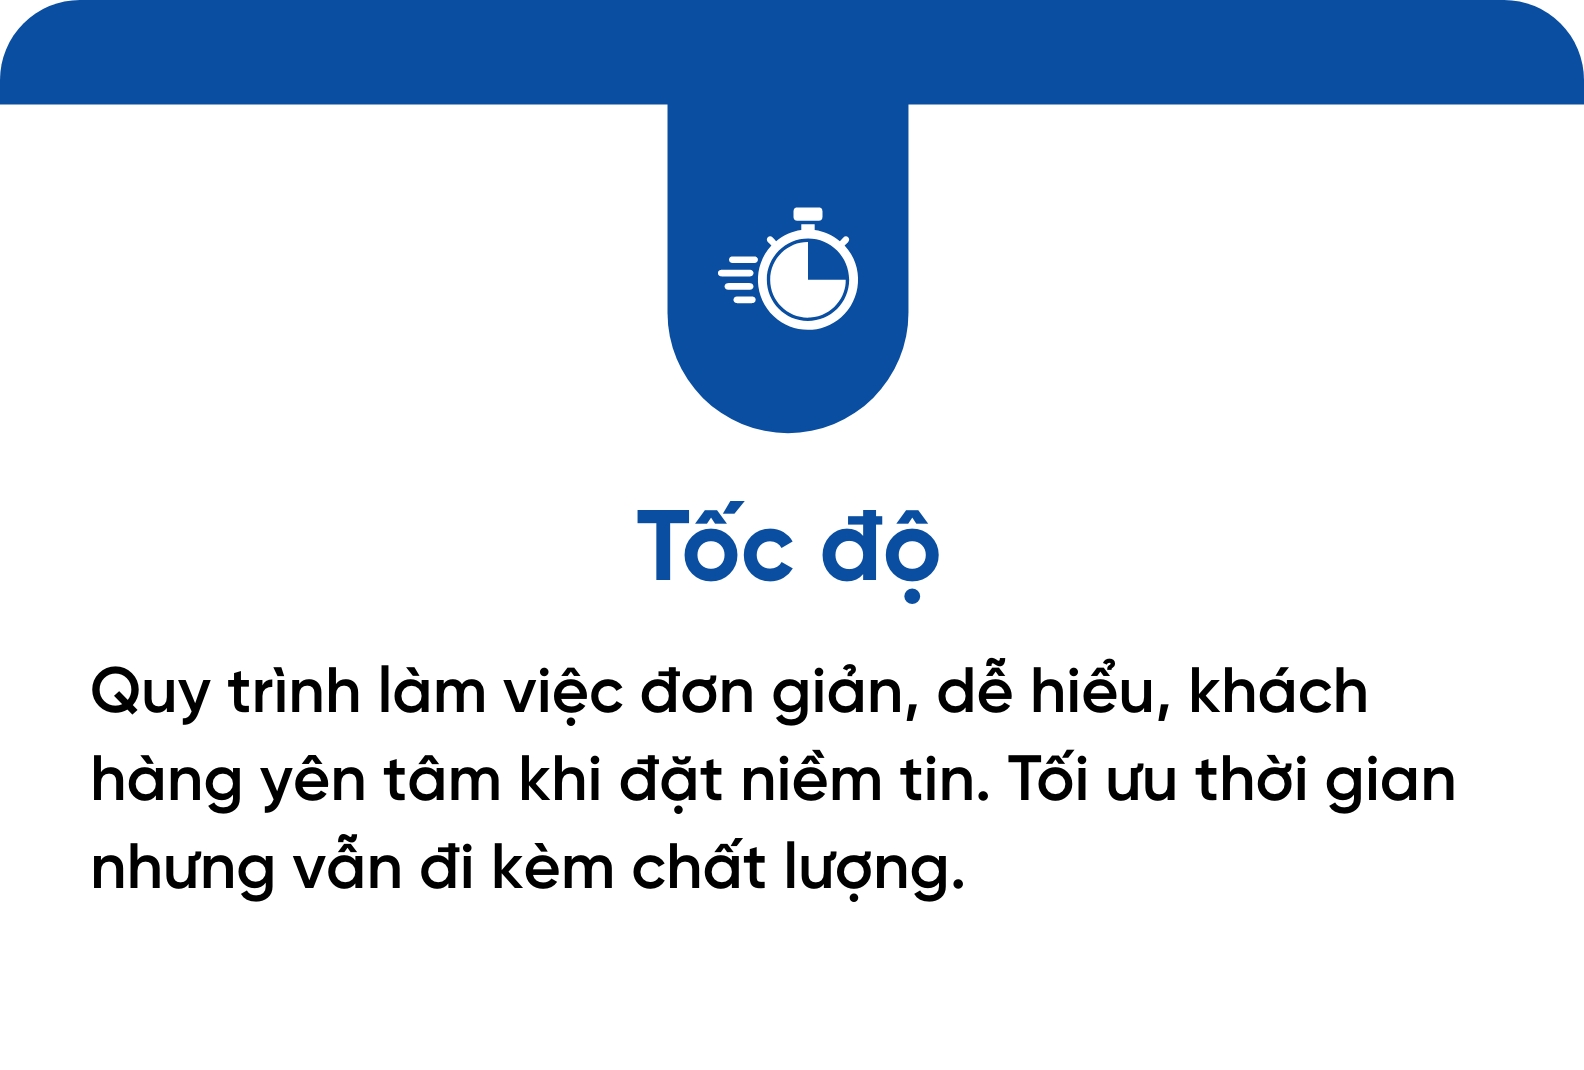 Tốc độ
Quy trình làm việc đơn giản, dễ hiểu, khách
hàng yên tâm khi đặt niềm tin. Tối ưu thời gian
nhưng vẫn đi kèm chất lượng.